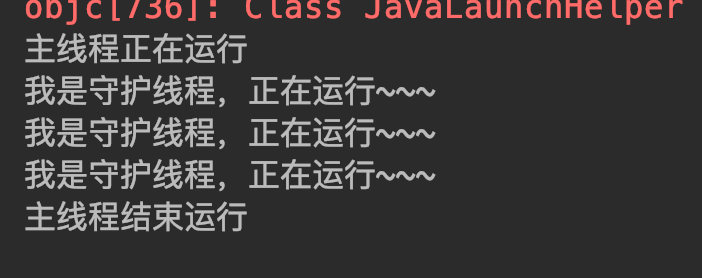 objc[736]: Class JavaLaunchHelper
主线程正在运行
我是守护线程，正在运行~~~
我是守护线程，正在运行~~~
我是守护线程，正在运行~~~
主线程结束运行